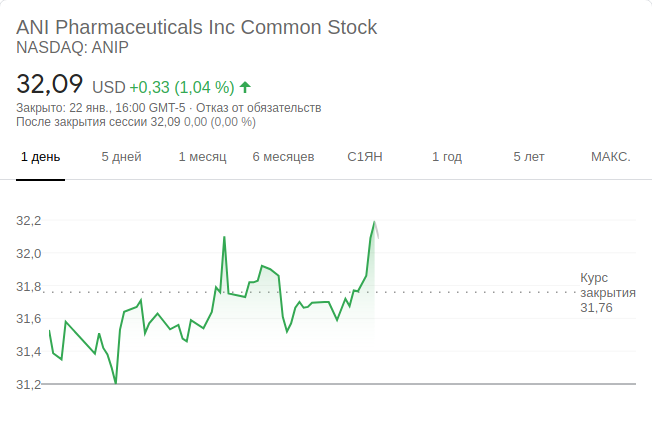 ANI Pharmaceuticals Inc Common Stock
NASDAQ: ANIP
32,09 USD +0,33 (1,04 %)
Закрыто: 22 янв., 16:00 GMT-5 · Отказ от обязательств
После закрытия сессии 32,09 0,00 (0,00 %)
1 день 5 дней 1 месяц 6 месяцев С1ЯН 1 год 5 лет МАКС.
32,2
32,0
31,8
31,6
31,4
31,2
Курс
закрытия
31,76